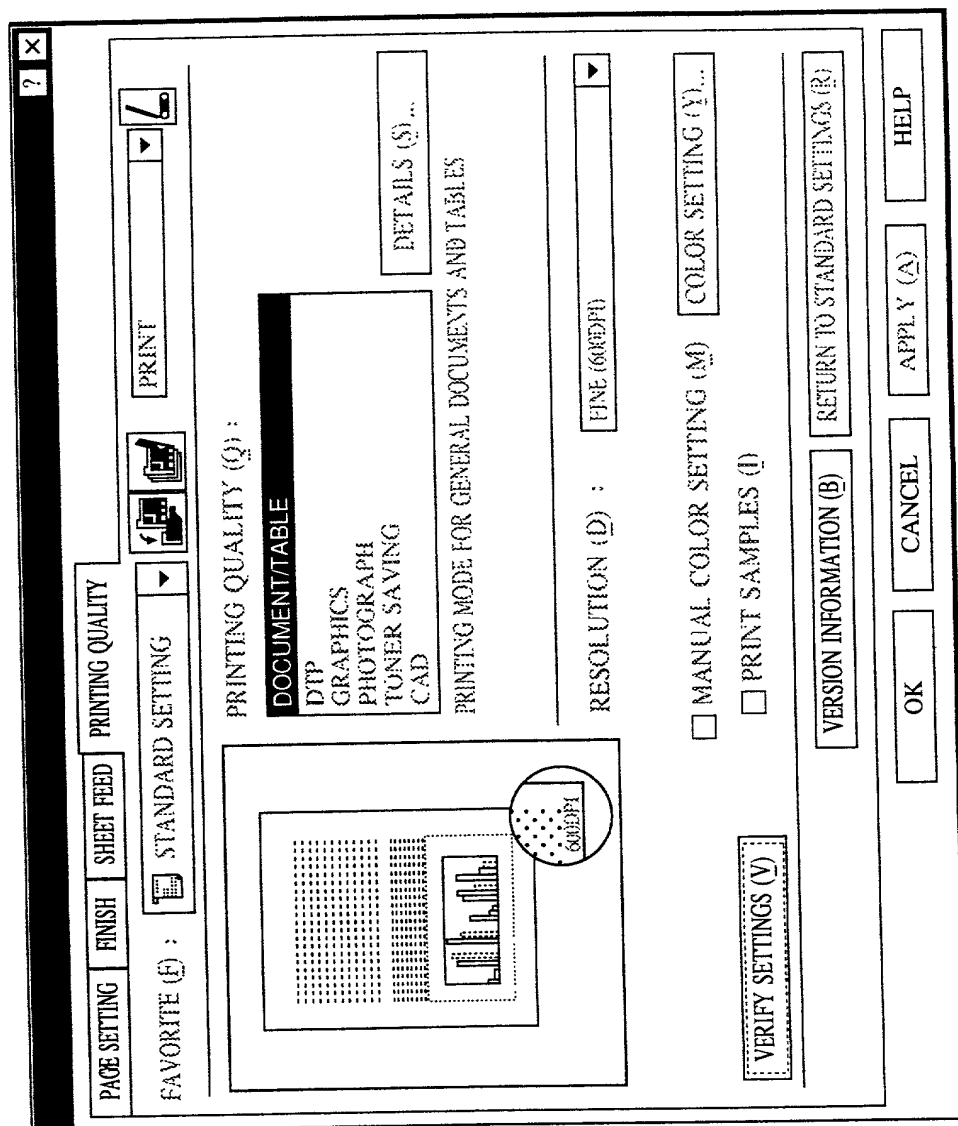 ? ×
PAGE SETTING FINISH SHEET FEED PRINTING QUALITY
FAVORITE (F) : STANDARD SETTING PRINT
PRINTING QUALITY (Q) :
DOCUMENT/TABLE
DTP
GRAPHICS
PHOTOGRAPH
TONER SAVING
CAD
DETAILS (S)...
PRINTING MODE FOR GENERAL DOCUMENTS AND TABLES
600DPI
RESOLUTION (D) : FINE (600DPI)
MANUAL COLOR SETTING (M) COLOR SETTING (Y)...
PRINT SAMPLES (I)
VERIFY SETTINGS (V)
VERSION INFORMATION (B) RETURN TO STANDARD SETTINGS (R)
OK CANCEL APPLY (A) HELP